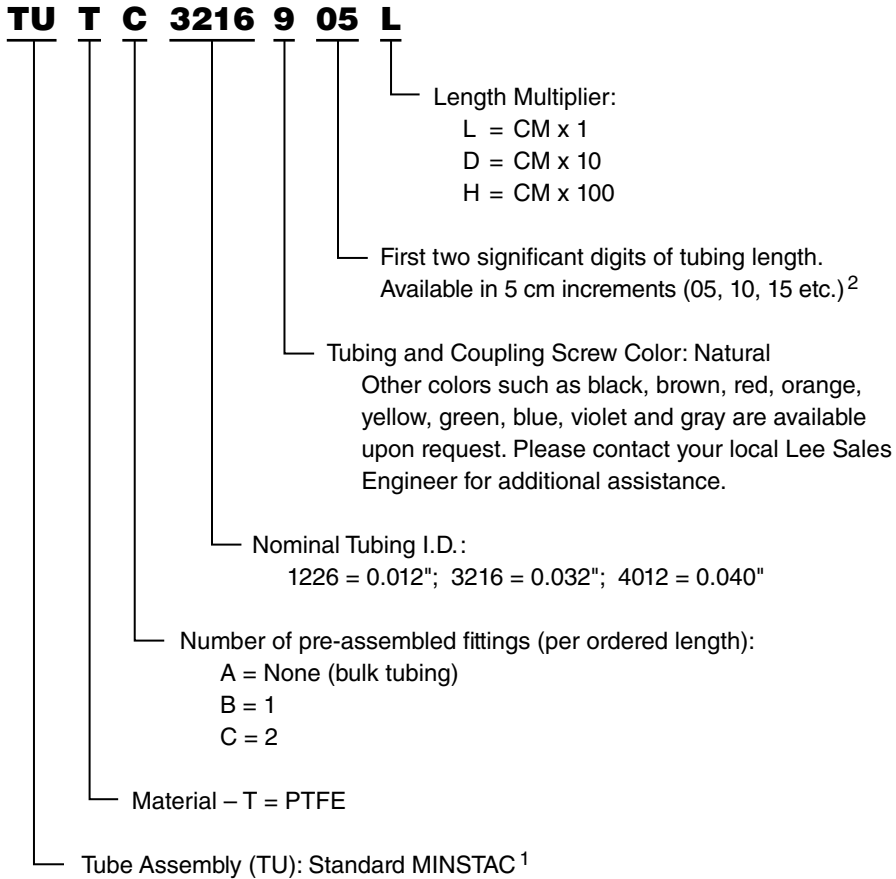 TU T C 3216 9 05 L
Length Multiplier:
L = CM x 1
D = CM x 10
H = CM x 100
First two significant digits of tubing length.
Available in 5 cm increments (05, 10, 15 etc.) 2
Tubing and Coupling Screw Color: Natural
Other colors such as black, brown, red, orange,
yellow, green, blue, violet and gray are available
upon request. Please contact your local Lee Sales
Engineer for additional assistance.
Nominal Tubing I.D.:
1226 = 0.012"; 3216 = 0.032"; 4012 = 0.040"
Number of pre-assembled fittings (per ordered length):
A = None (bulk tubing)
B = 1
C = 2
Material – T = PTFE
Tube Assembly (TU): Standard MINSTAC 1